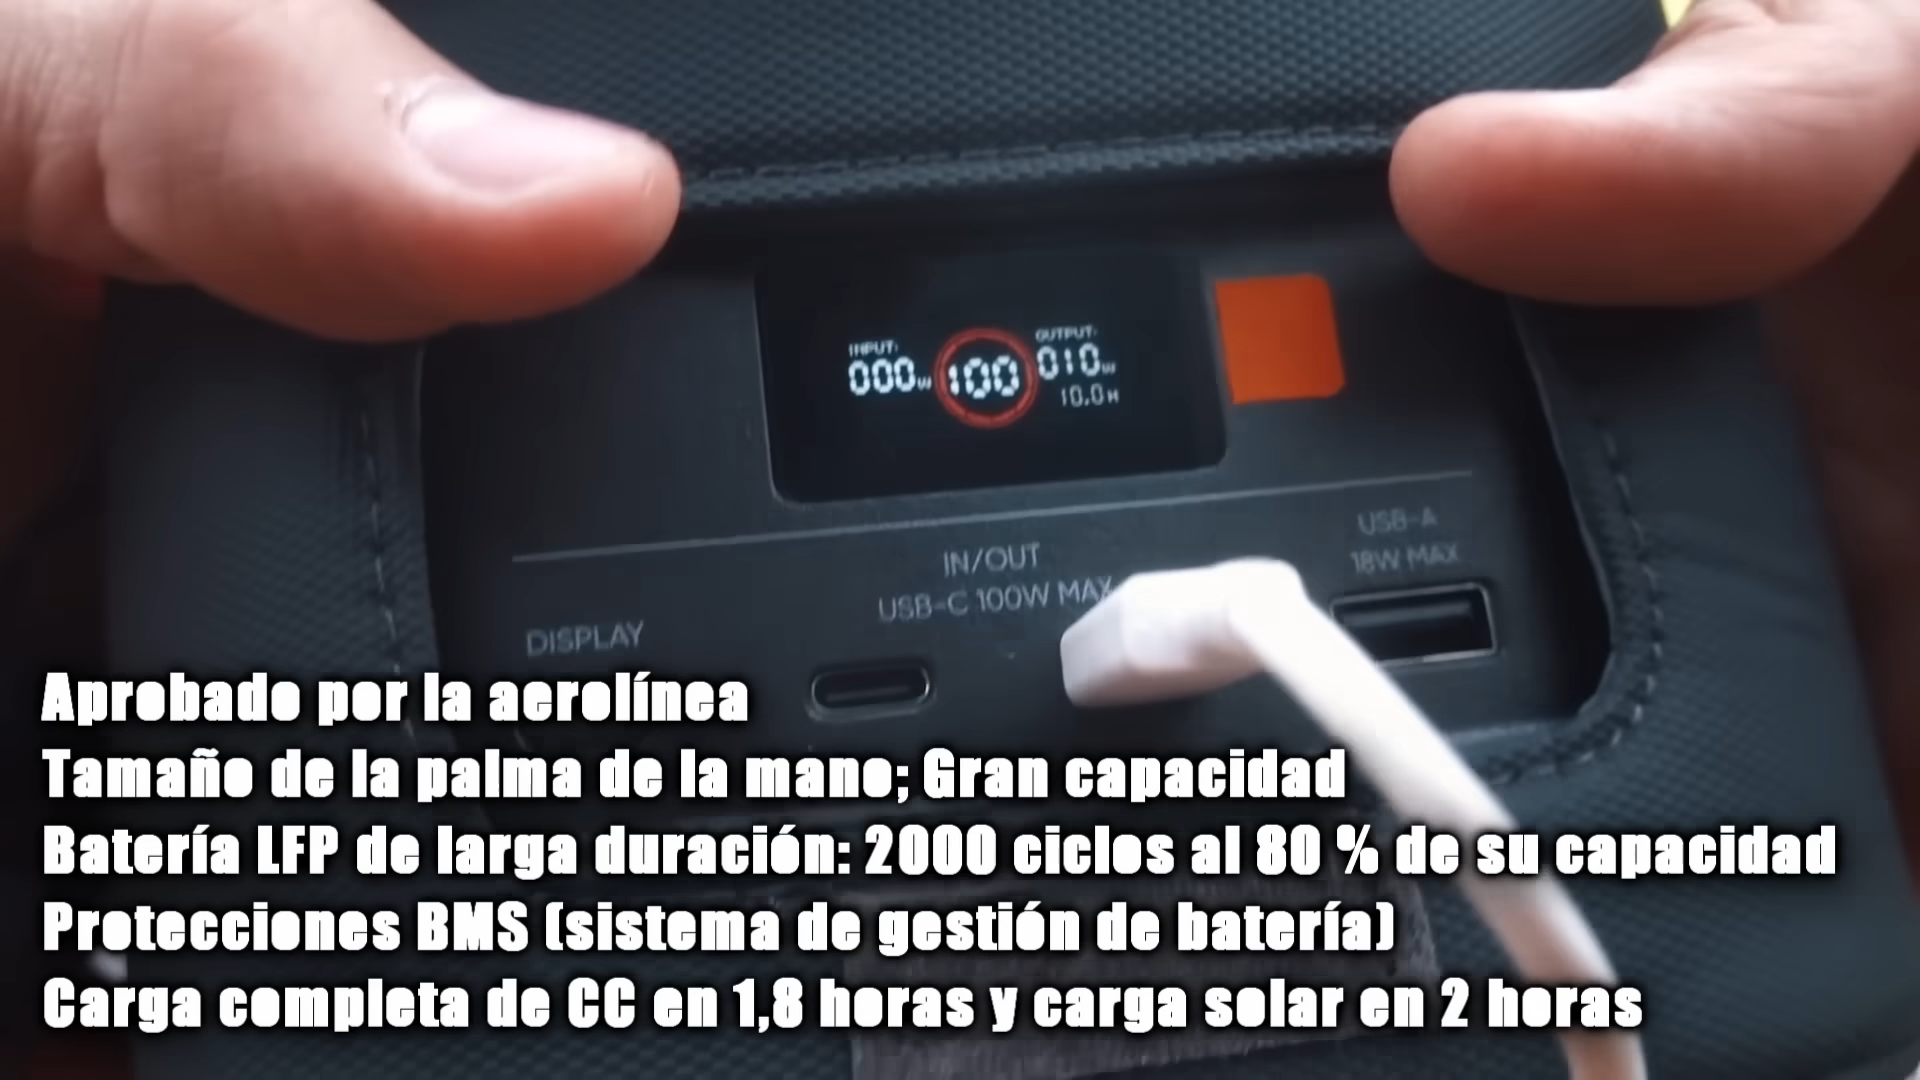 INPUT:
000W
100
OUTPUT:
010W
10.0H
IN/OUT
USB-C 100W MAX
USB-A
18W MAX
DISPLAY
Aprobado por la aerolínea
Tamaño de la palma de la mano; Gran capacidad
Batería LFP de larga duración: 2000 ciclos al 80 % de su capacidad
Protecciones BMS (sistema de gestión de batería)
Carga completa de CC en 1,8 horas y carga solar en 2 horas